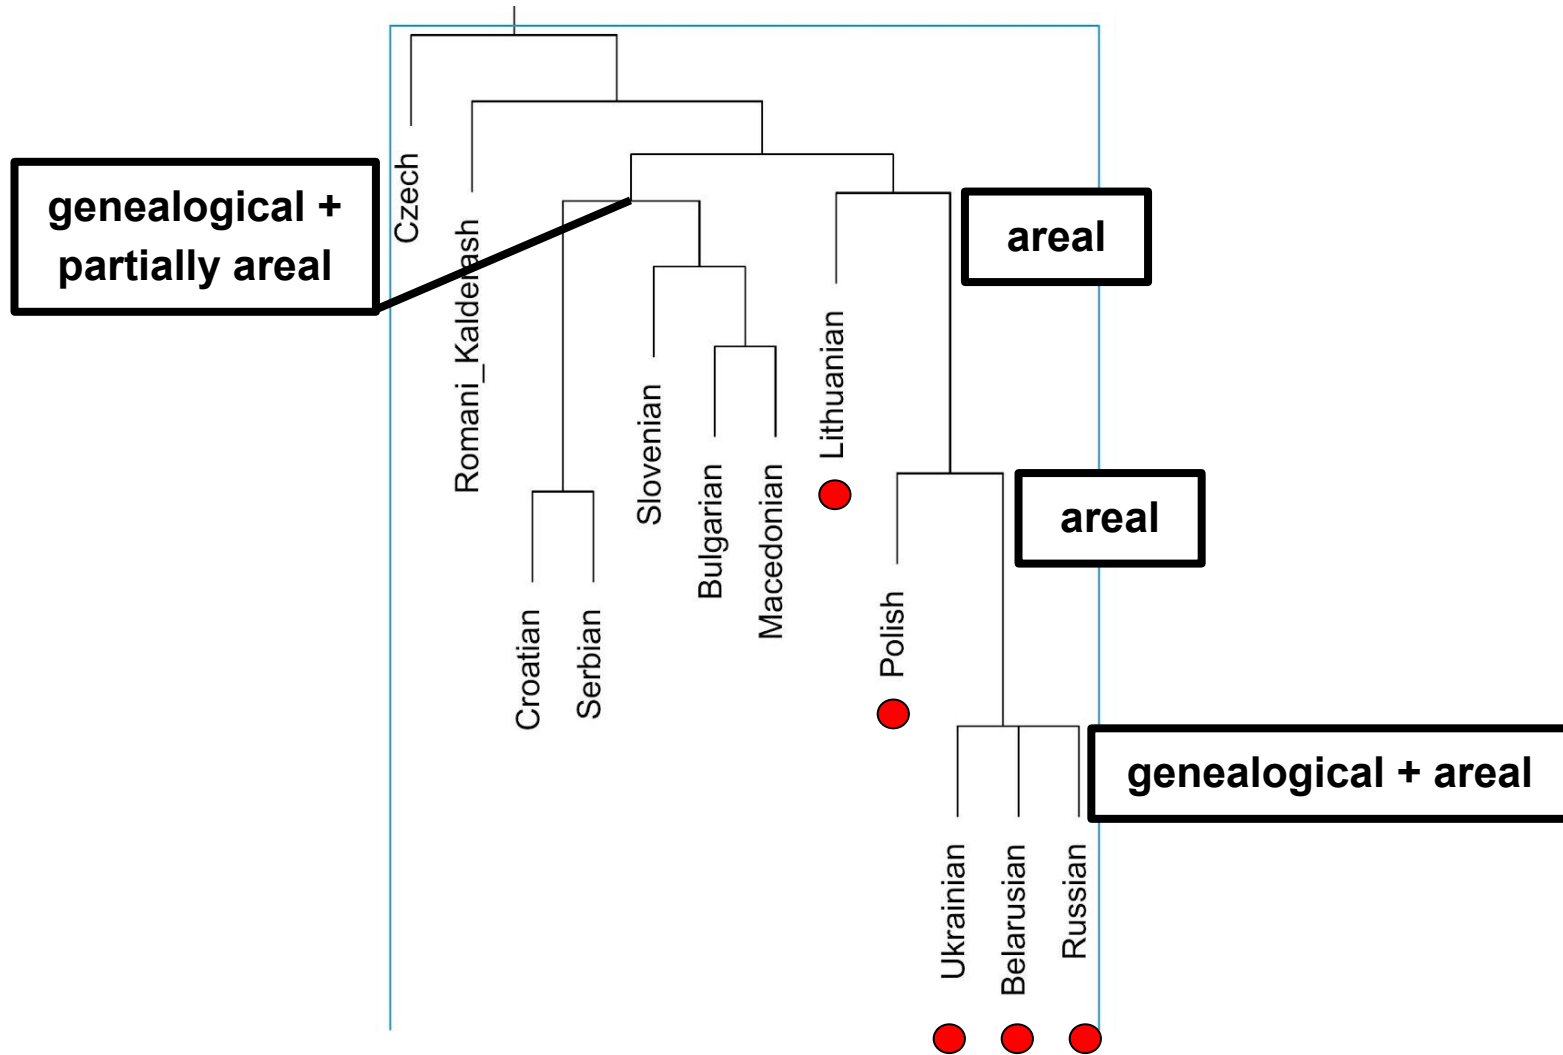 Czech
genealogical +
partially areal
Romani_Kalderash
areal
Lithuanian
Slovenian
Bulgarian
Macedonian
areal
Croatian
Serbian
Polish
genealogical + areal
Ukrainian
Belarusian
Russian